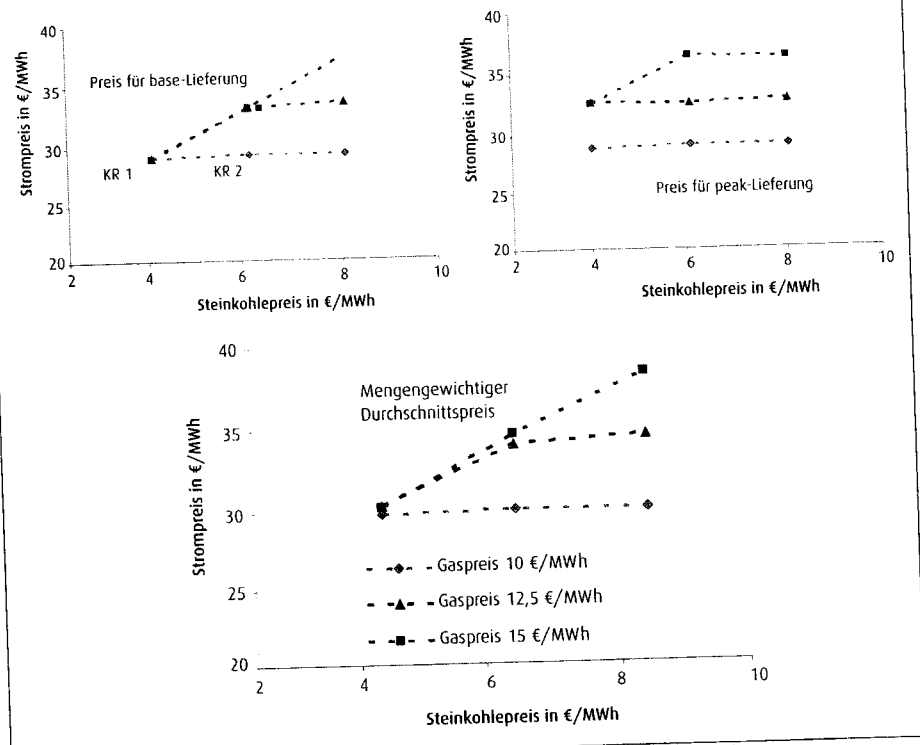 40
35
30
25
20
Strompreis in €/MWh
Preis für base-Lieferung
KR 1
KR 2
2
4
6
8
10
Steinkohlepreis in €/MWh
40
35
30
25
20
Strompreis in €/MWh
Preis für peak-Lieferung
2
4
6
8
10
Steinkohlepreis in €/MWh
40
35
30
25
20
Strompreis in €/MWh
Mengengewichtiger
Durchschnittspreis
Gaspreis 10 €/MWh
Gaspreis 12,5 €/MWh
Gaspreis 15 €/MWh
2
4
6
8
10
Steinkohlepreis in €/MWh